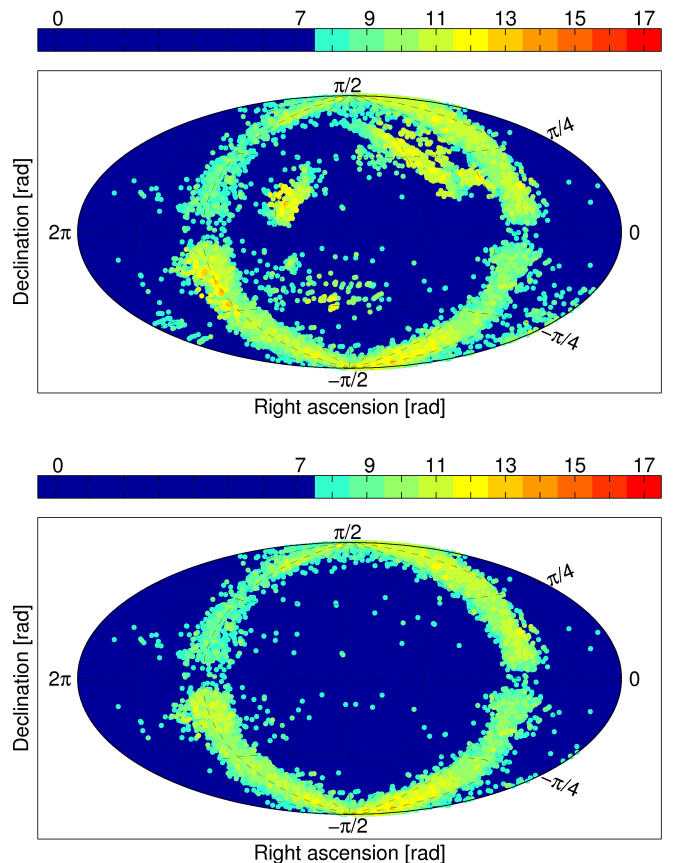 0 7 9 11 13 15 17
π/2
π/4
Declination [rad]
2π 0
−π/4
−π/2
Right ascension [rad]
0 7 9 11 13 15 17
π/2
π/4
Declination [rad]
2π 0
−π/4
−π/2
Right ascension [rad]